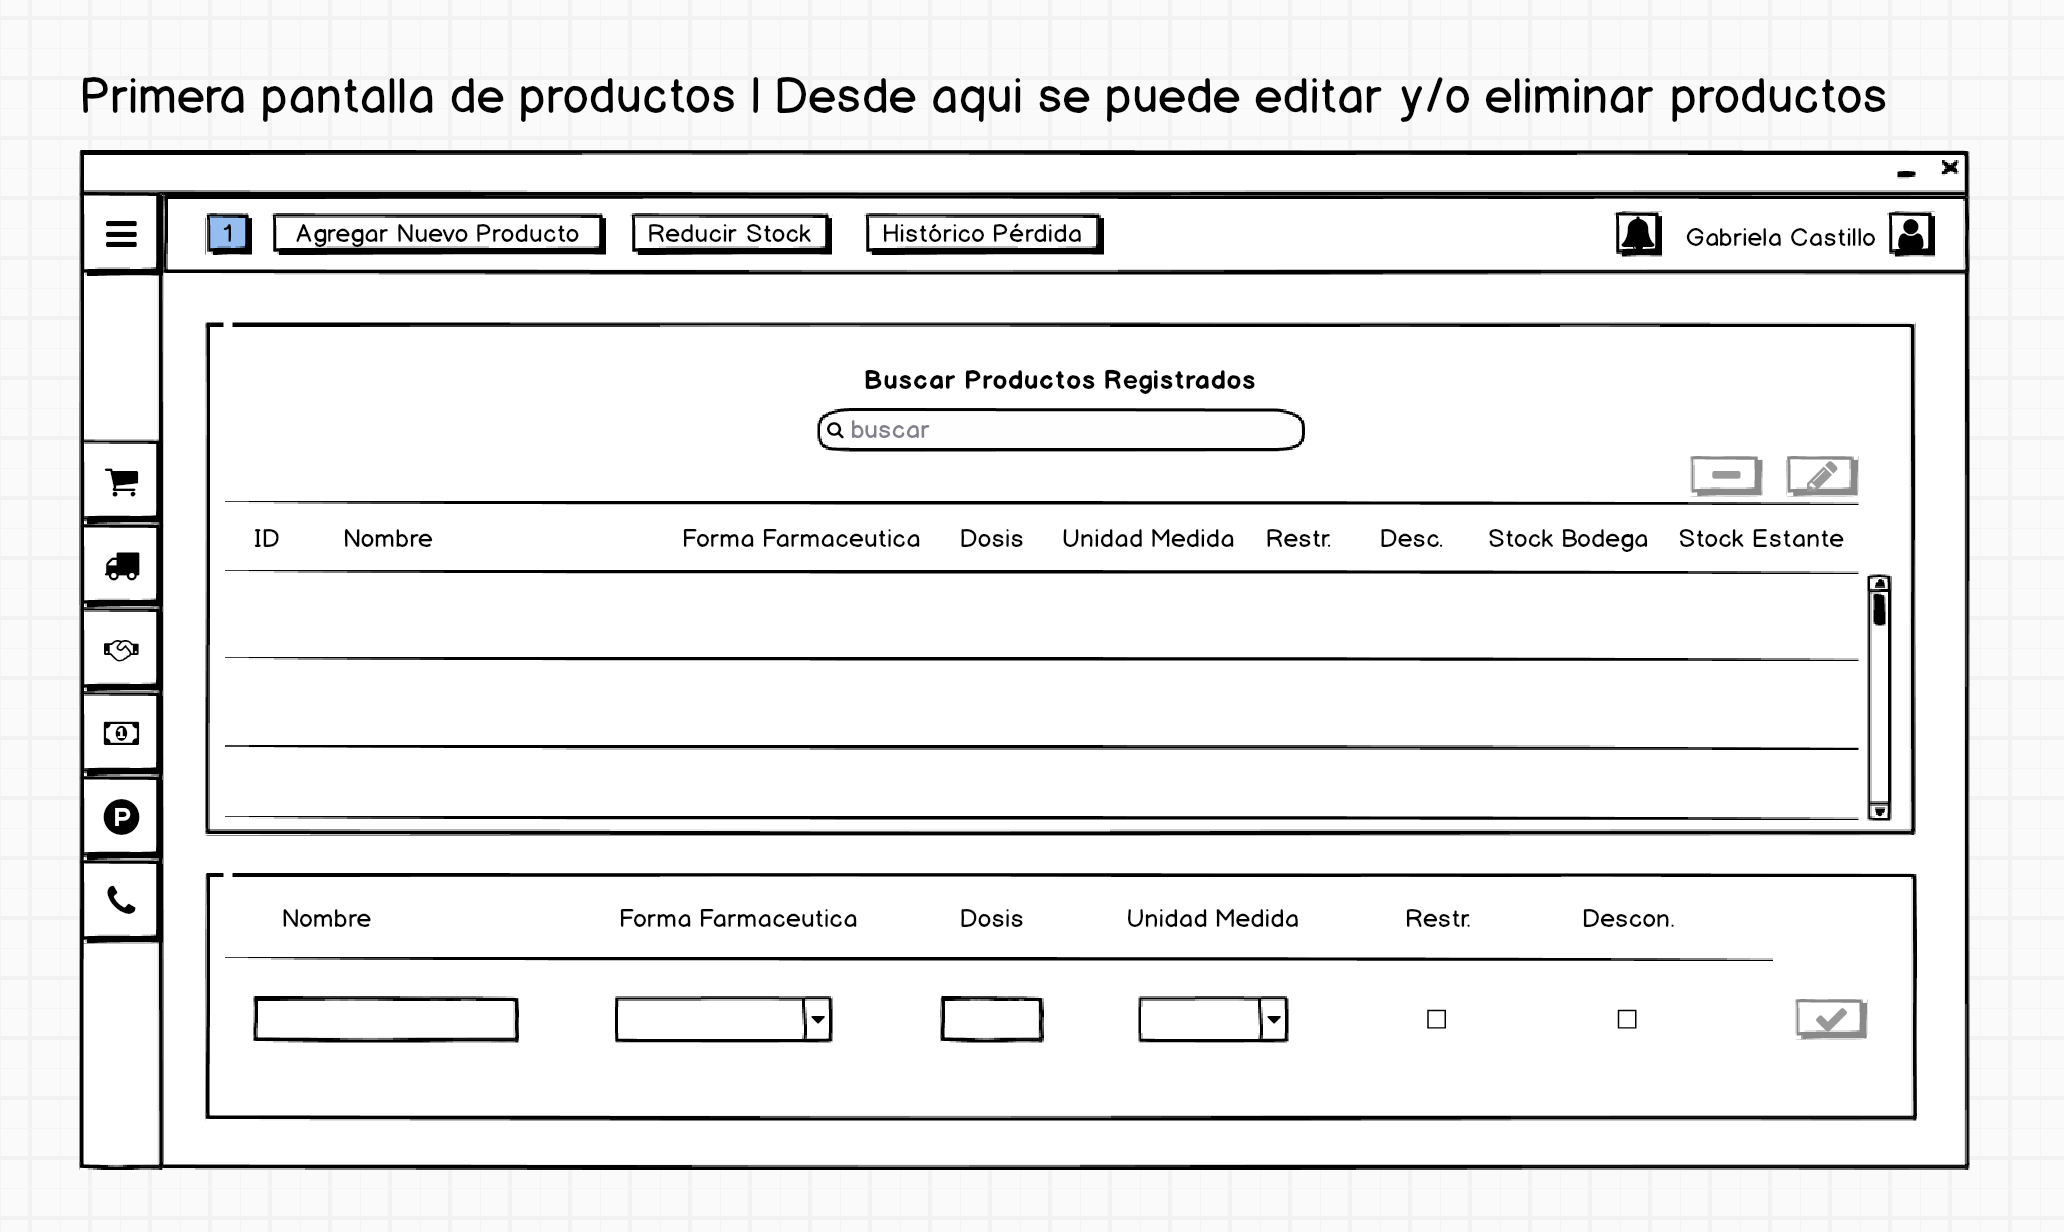 Primera pantalla de productos | Desde aqui se puede editar y/o eliminar productos
1 Agregar Nuevo Producto Reducir Stock Histórico Pérdida Gabriela Castillo
Buscar Productos Registrados
buscar
ID Nombre Forma Farmaceutica Dosis Unidad Medida Restr. Desc. Stock Bodega Stock Estante
1
P
Nombre Forma Farmaceutica Dosis Unidad Medida Restr. Descon.